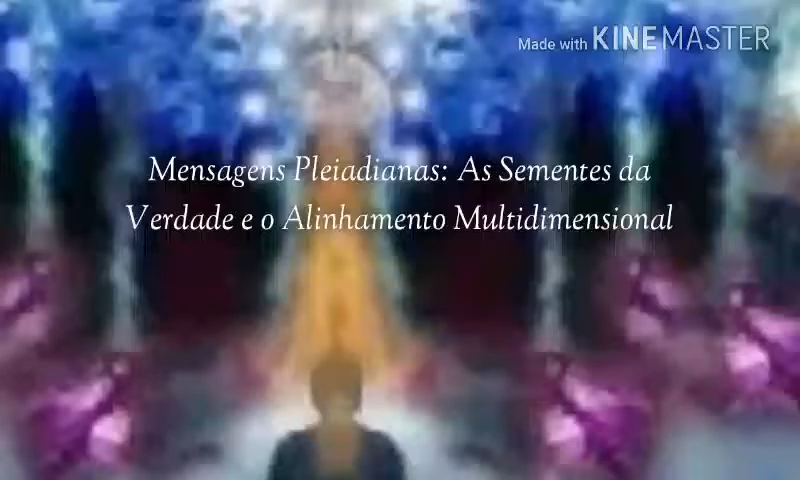 Made with KINEMASTER
Mensagens Pleiadianas: As Sementes da
Verdade e o Alinhamento Multidimensional